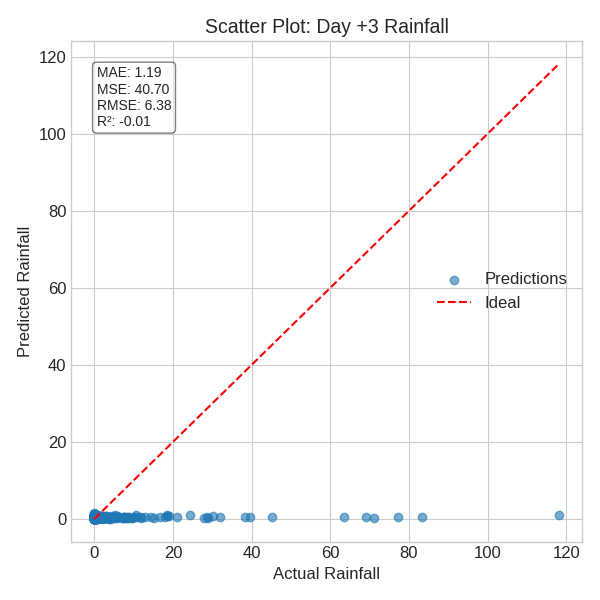 Scatter Plot: Day +3 Rainfall
MAE: 1.19
MSE: 40.70
RMSE: 6.38
R²: -0.01
Predictions
Ideal
Predicted Rainfall
120
100
80
60
40
20
0
0 20 40 60 80 100 120
Actual Rainfall